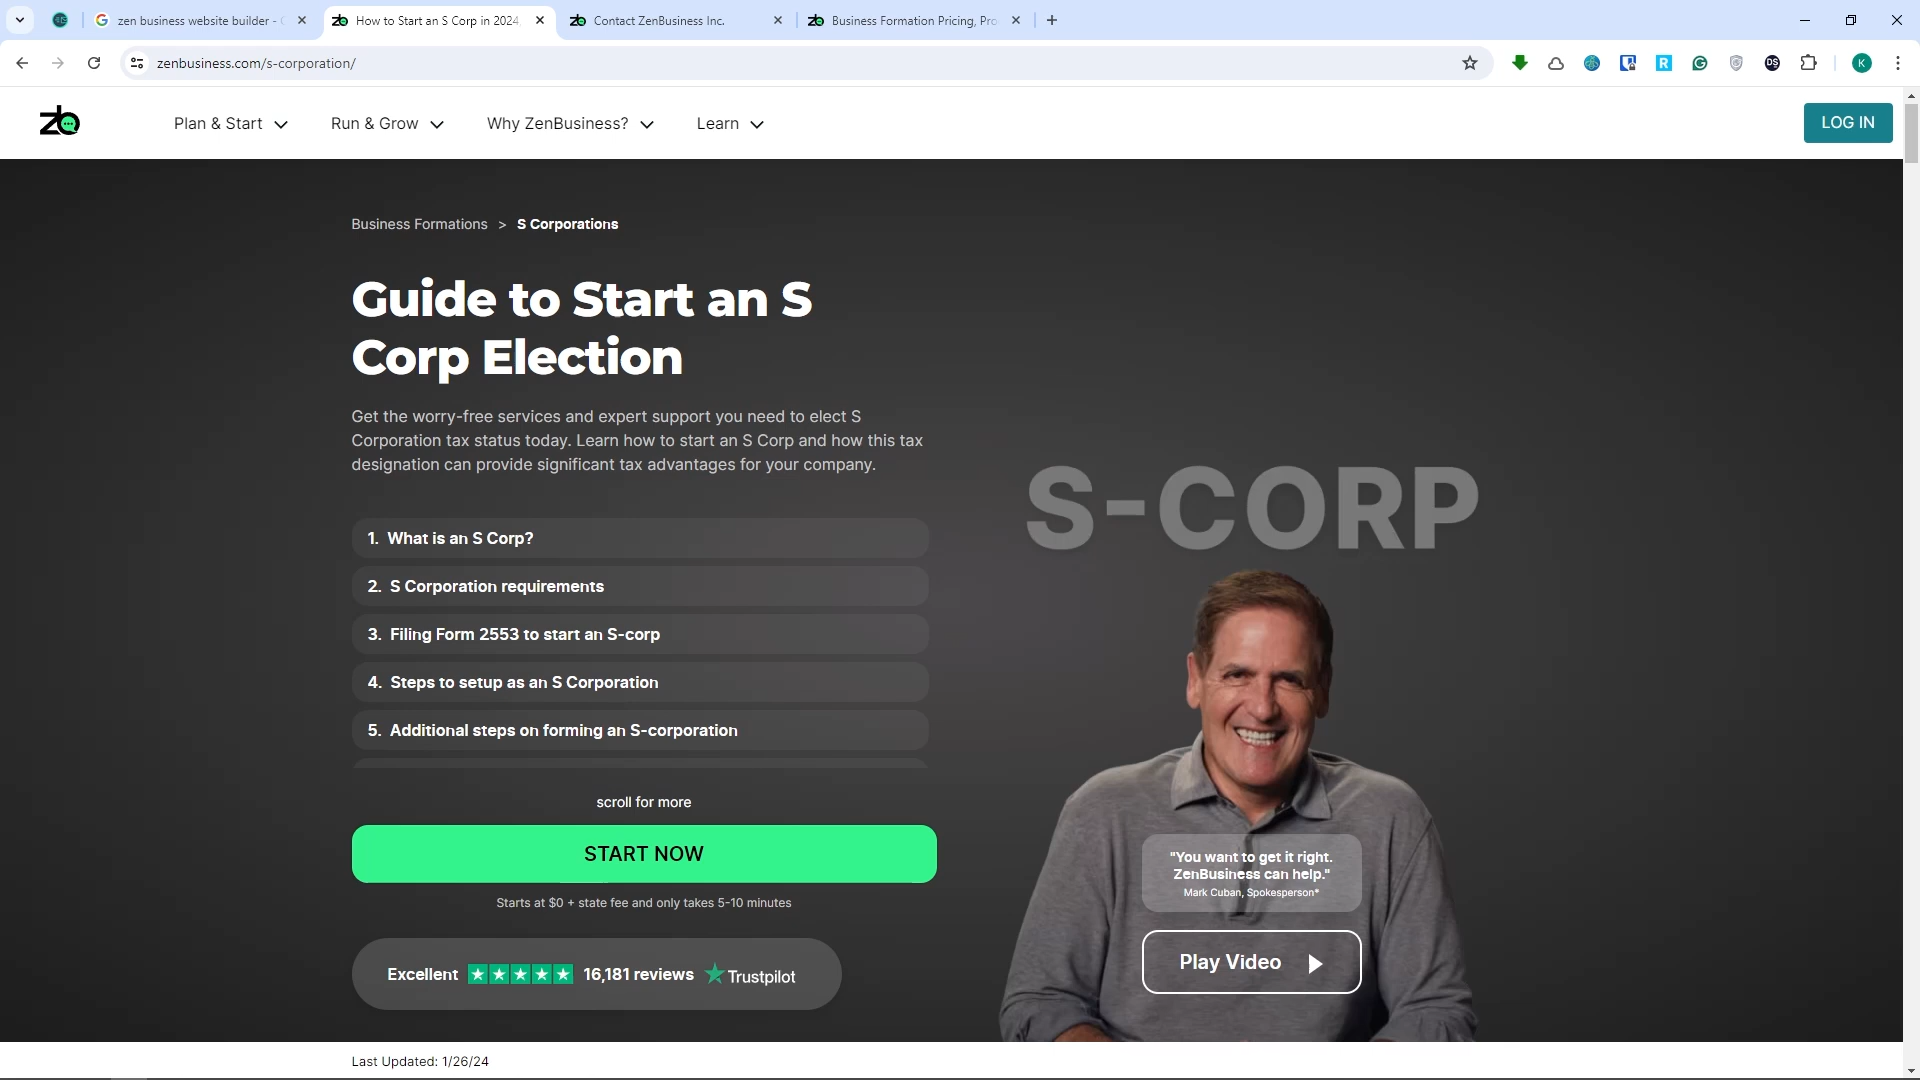 zen business website builder -
How to Start an S Corp in 2024,
Contact ZenBusiness Inc.
Business Formation Pricing, Pro
zenbusiness.com/s-corporation/
R
DS
K
zb
Plan & Start
Run & Grow
Why ZenBusiness?
Learn
LOG IN
Business Formations > S Corporations
Guide to Start an S
Corp Election
Get the worry-free services and expert support you need to elect S
Corporation tax status today. Learn how to start an S Corp and how this tax
designation can provide significant tax advantages for your company.
1. What is an S Corp?
2. S Corporation requirements
3. Filing Form 2553 to start an S-corp
4. Steps to setup as an S Corporation
5. Additional steps on forming an S-corporation
scroll for more
START NOW
Starts at $0 + state fee and only takes 5-10 minutes
Excellent 16,181 reviews Trustpilot
S-CORP
"You want to get it right.
ZenBusiness can help."
Mark Cuban, Spokesperson*
Play Video
Last Updated: 1/26/24